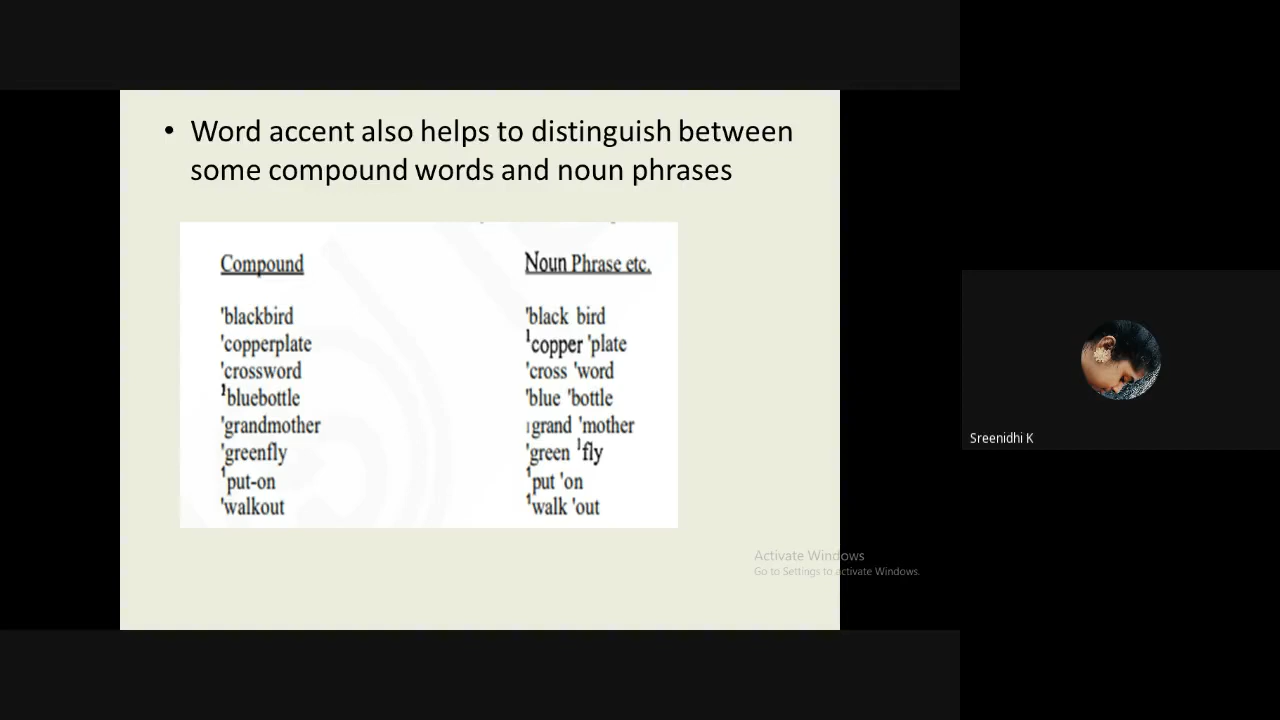 • Word accent also helps to distinguish between
some compound words and noun phrases
Compound Noun Phrase etc.
'blackbird 'black bird
'copperplate 'copper 'plate
'crossword 'cross 'word
'bluebottle 'blue 'bottle
'grandmother 'grand 'mother
'greenfly 'green 'fly
'put-on 'put 'on
'walkout 'walk 'out
Sreenidhi K
Activate Windows
Go to Settings to activate Windows.